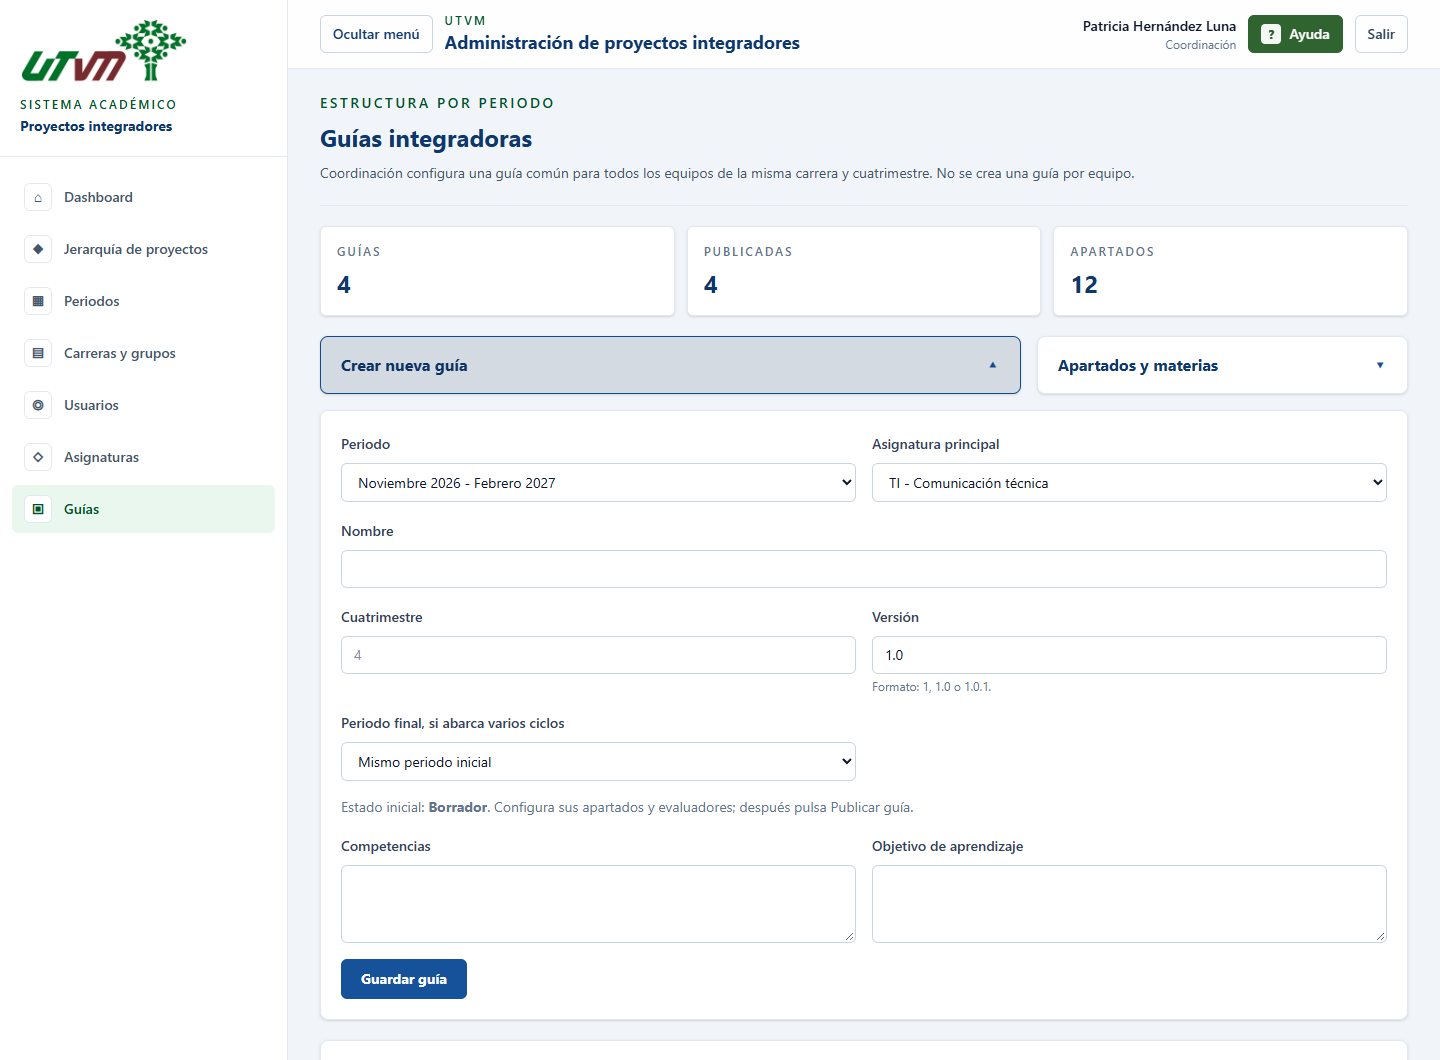 utvm
SISTEMA ACADÉMICO
Proyectos integradores
Dashboard
Jerarquía de proyectos
Periodos
Carreras y grupos
Usuarios
Asignaturas
Guías
Ocultar menú
UTVM
Administración de proyectos integradores
Patricia Hernández Luna
Coordinación
? Ayuda
Salir
ESTRUCTURA POR PERIODO
Guías integradoras
Coordinación configura una guía común para todos los equipos de la misma carrera y cuatrimestre. No se crea una guía por equipo.
GUÍAS
4
PUBLICADAS
4
APARTADOS
12
Crear nueva guía
Apartados y materias
Periodo
Noviembre 2026 - Febrero 2027
Asignatura principal
TI - Comunicación técnica
Nombre
Cuatrimestre
4
Versión
1.0
Formato: 1, 1.0 o 1.0.1.
Periodo final, si abarca varios ciclos
Mismo periodo inicial
Estado inicial: Borrador. Configura sus apartados y evaluadores; después pulsa Publicar guía.
Competencias
Objetivo de aprendizaje
Guardar guía